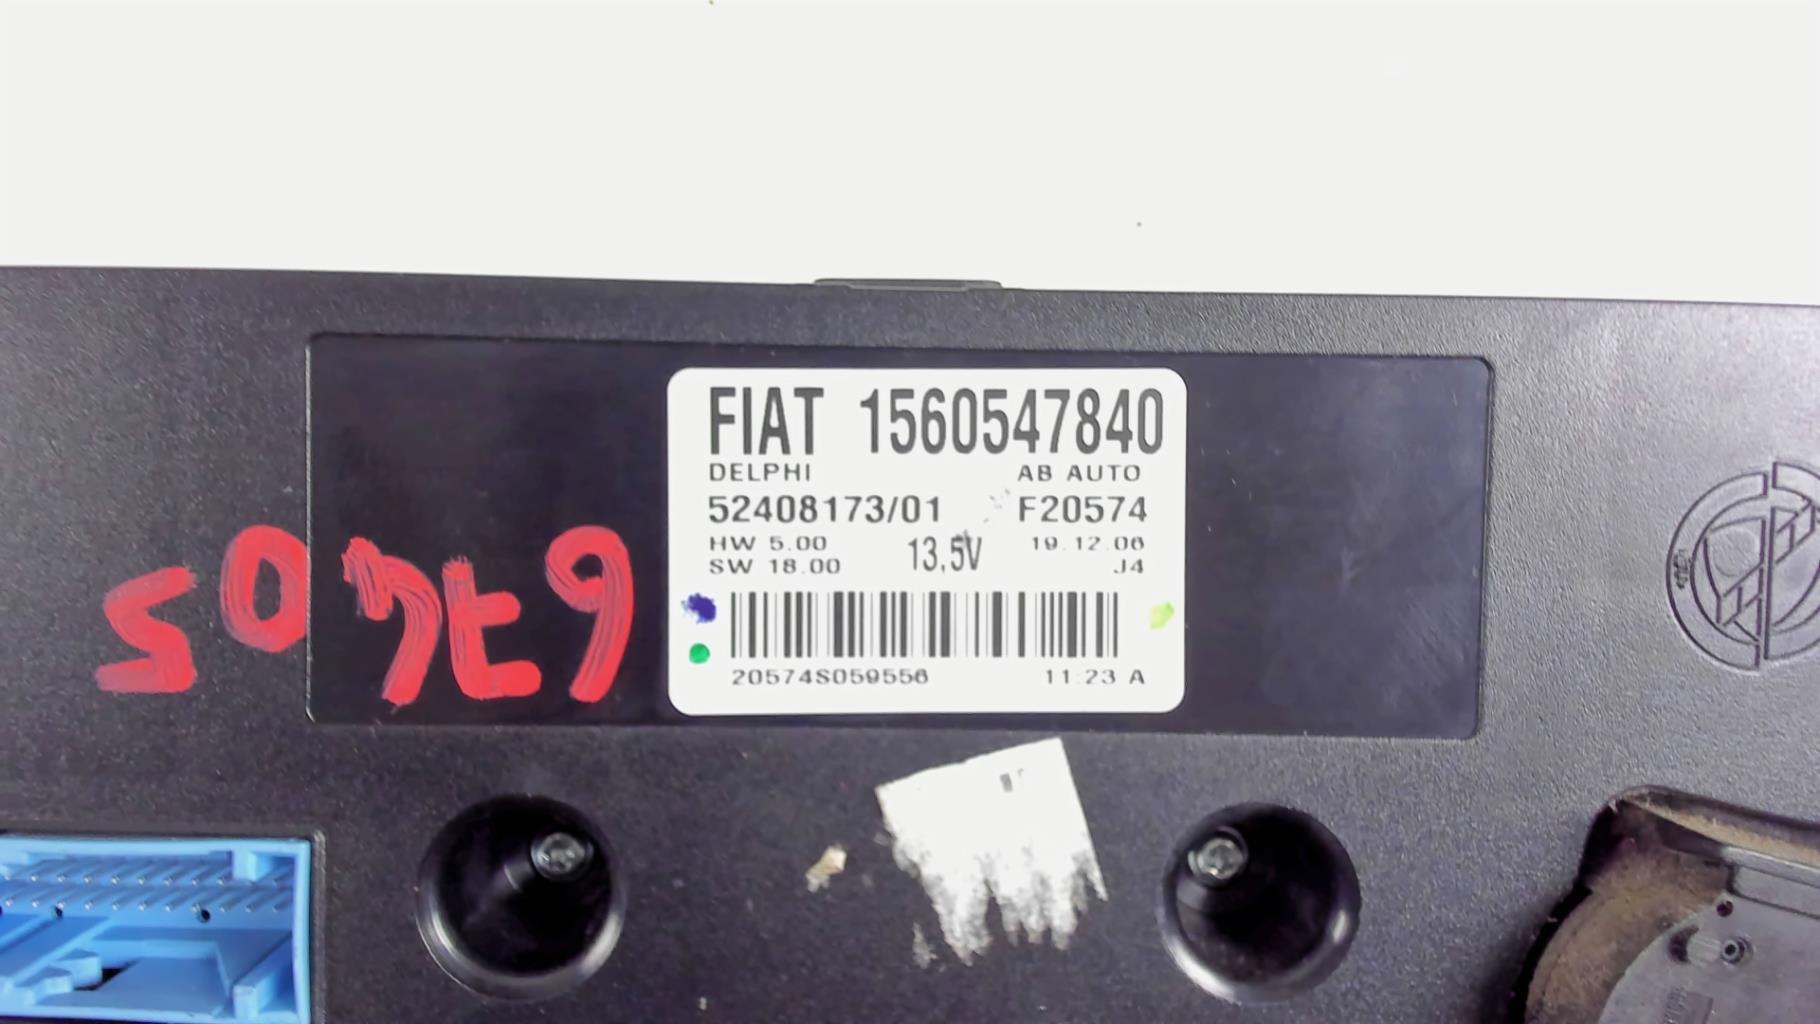 FIAT 1560547840
DELPHI AB AUTO
52408173/01 F20574
HW 5.00 13,5V 19.12.06
SW 18.00 J4
20574S059556 11:23 A